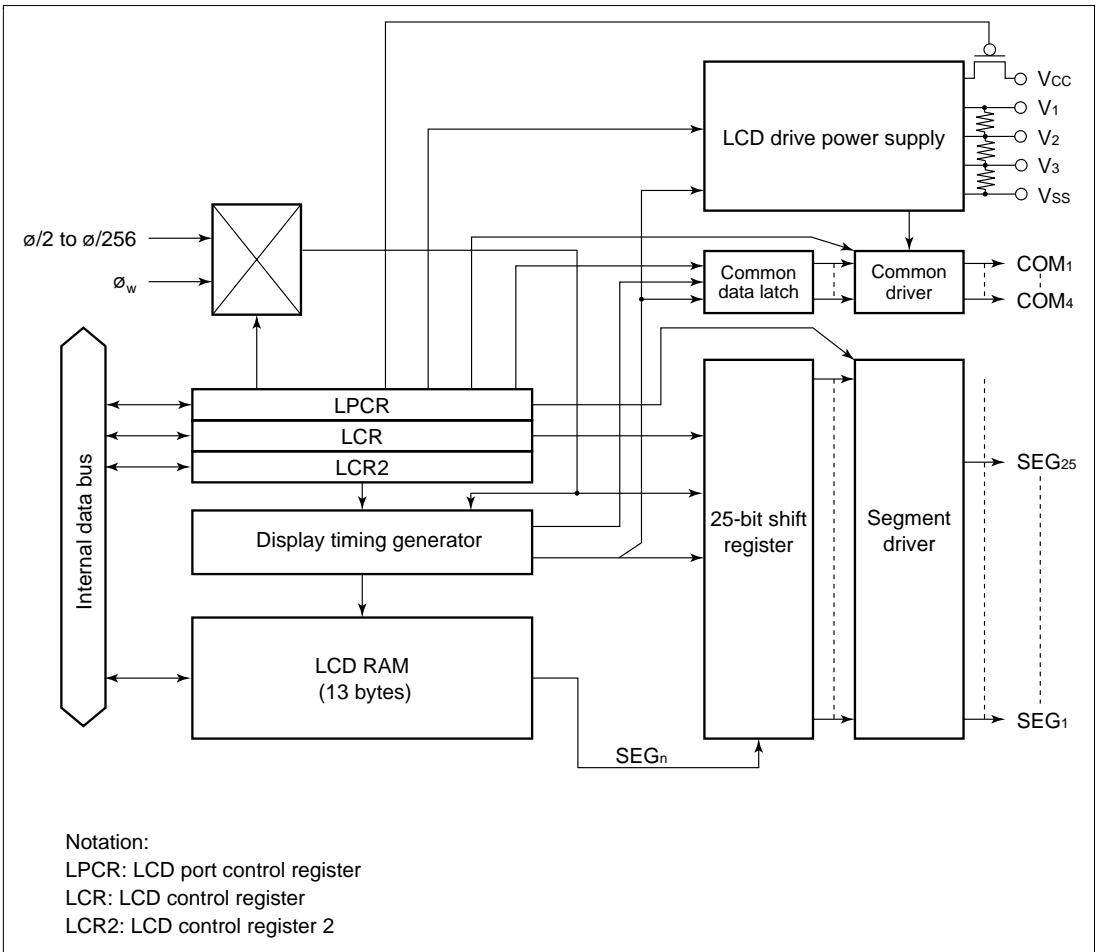 VCC
V1
LCD drive power supply
V2
V3
VSS
ø/2 to ø/256
øw
Common
data latch
Common
driver
COM1
COM4
Internal data bus
LPCR
LCR
LCR2
Display timing generator
LCD RAM
(13 bytes)
SEGn
25-bit shift
register
Segment
driver
SEG25
SEG1
Notation:
LPCR: LCD port control register
LCR: LCD control register
LCR2: LCD control register 2